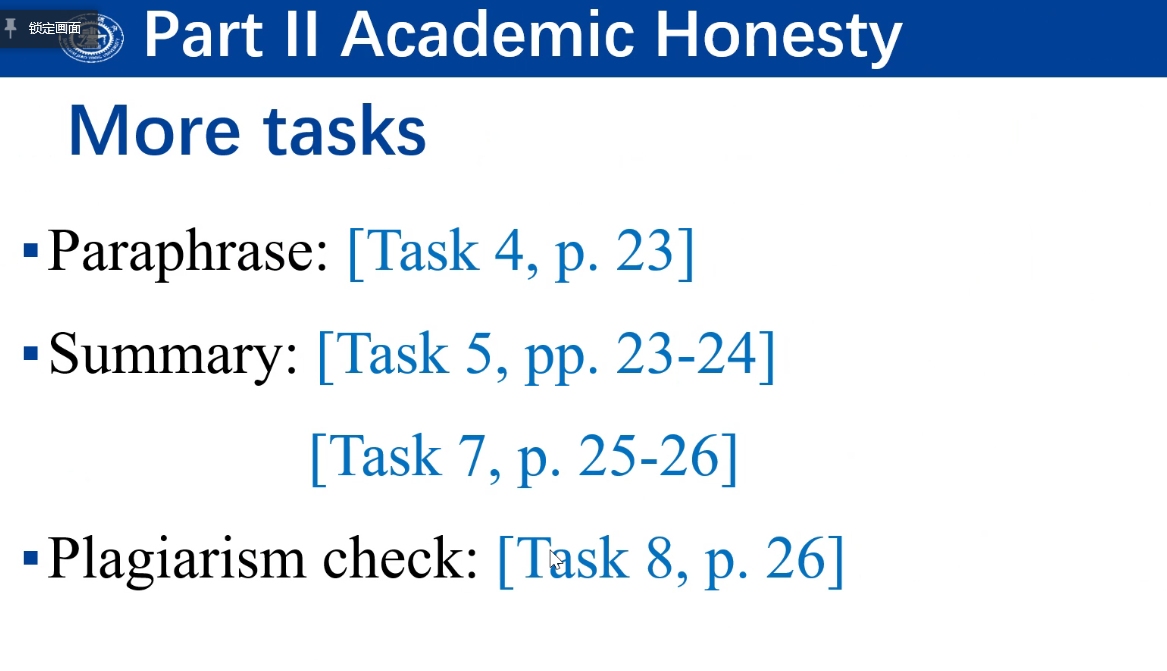 锁定画面
Part II Academic Honesty
More tasks
▪Paraphrase: [Task 4, p. 23]
▪Summary: [Task 5, pp. 23-24]
[Task 7, p. 25-26]
▪Plagiarism check: [Task 8, p. 26]